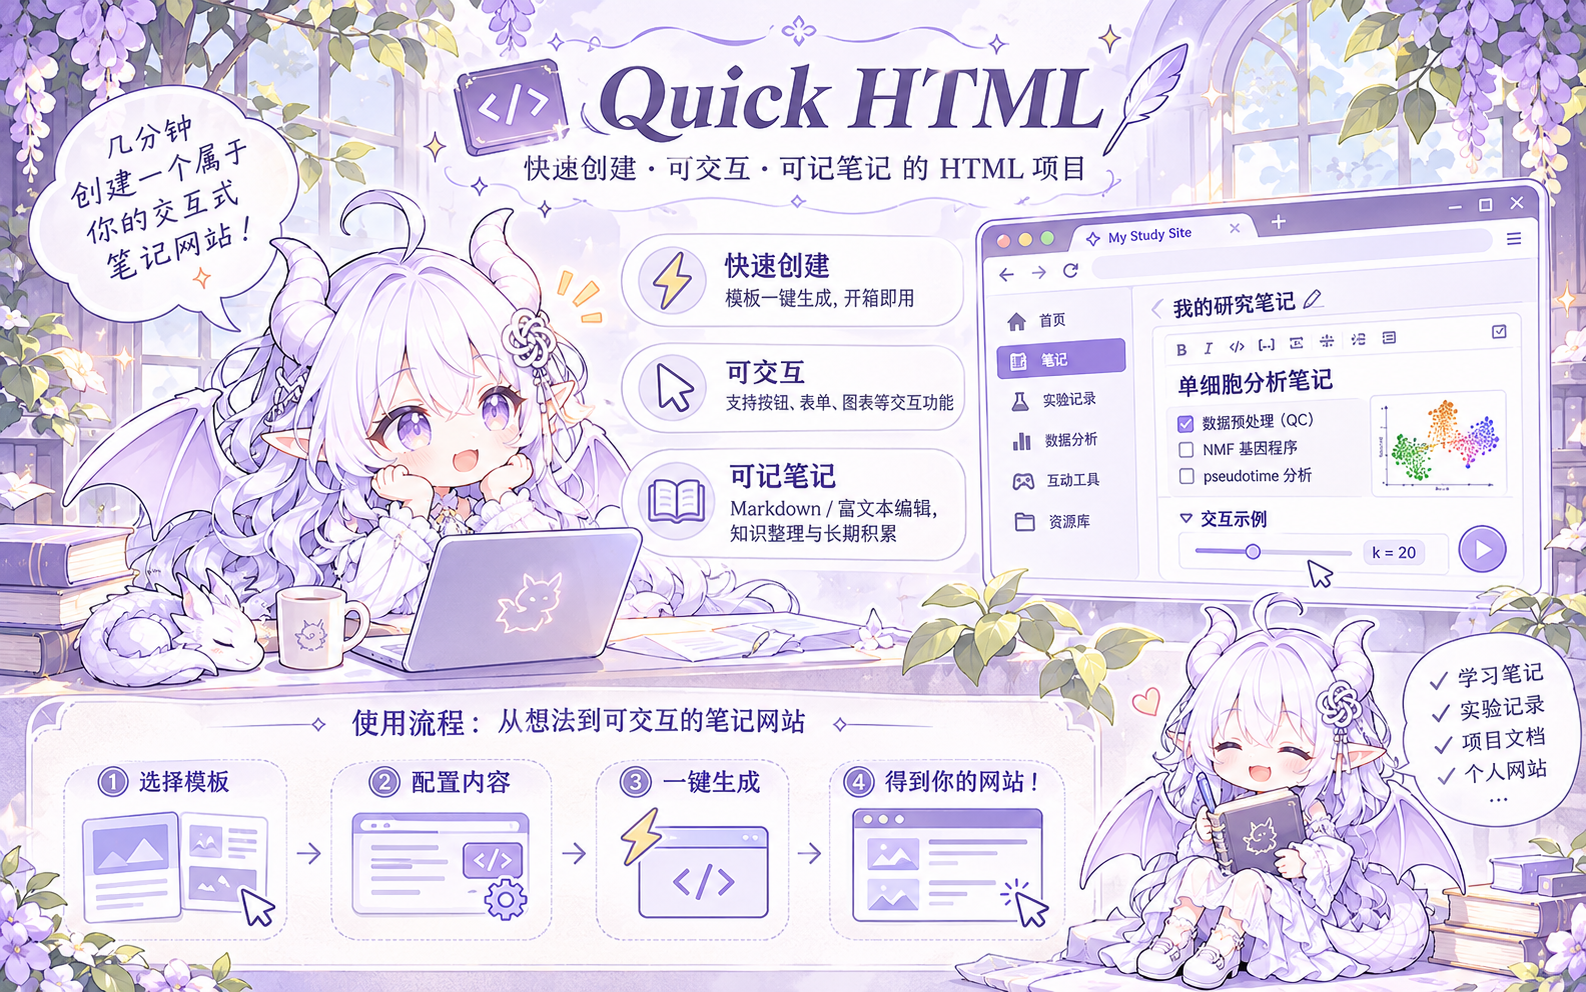 Quick HTML
快速创建 · 可交互 · 可记笔记 的 HTML 项目
几分钟
创建一个属于
你的交互式
笔记网站！
快速创建
模板一键生成, 开箱即用
可交互
支持按钮、表单、图表等交互功能
可记笔记
Markdown / 富文本编辑,
知识整理与长期积累
My Study Site
首页
笔记
实验记录
数据分析
互动工具
资源库
我的研究笔记
B I </>
单细胞分析笔记
数据预处理（QC）
NMF 基因程序
pseudotime 分析
交互示例
k = 20
使用流程：从想法到可交互的笔记网站
1 选择模板
2 配置内容
</>
3 一键生成
</>
4 得到你的网站！
学习笔记
实验记录
项目文档
个人网站
...